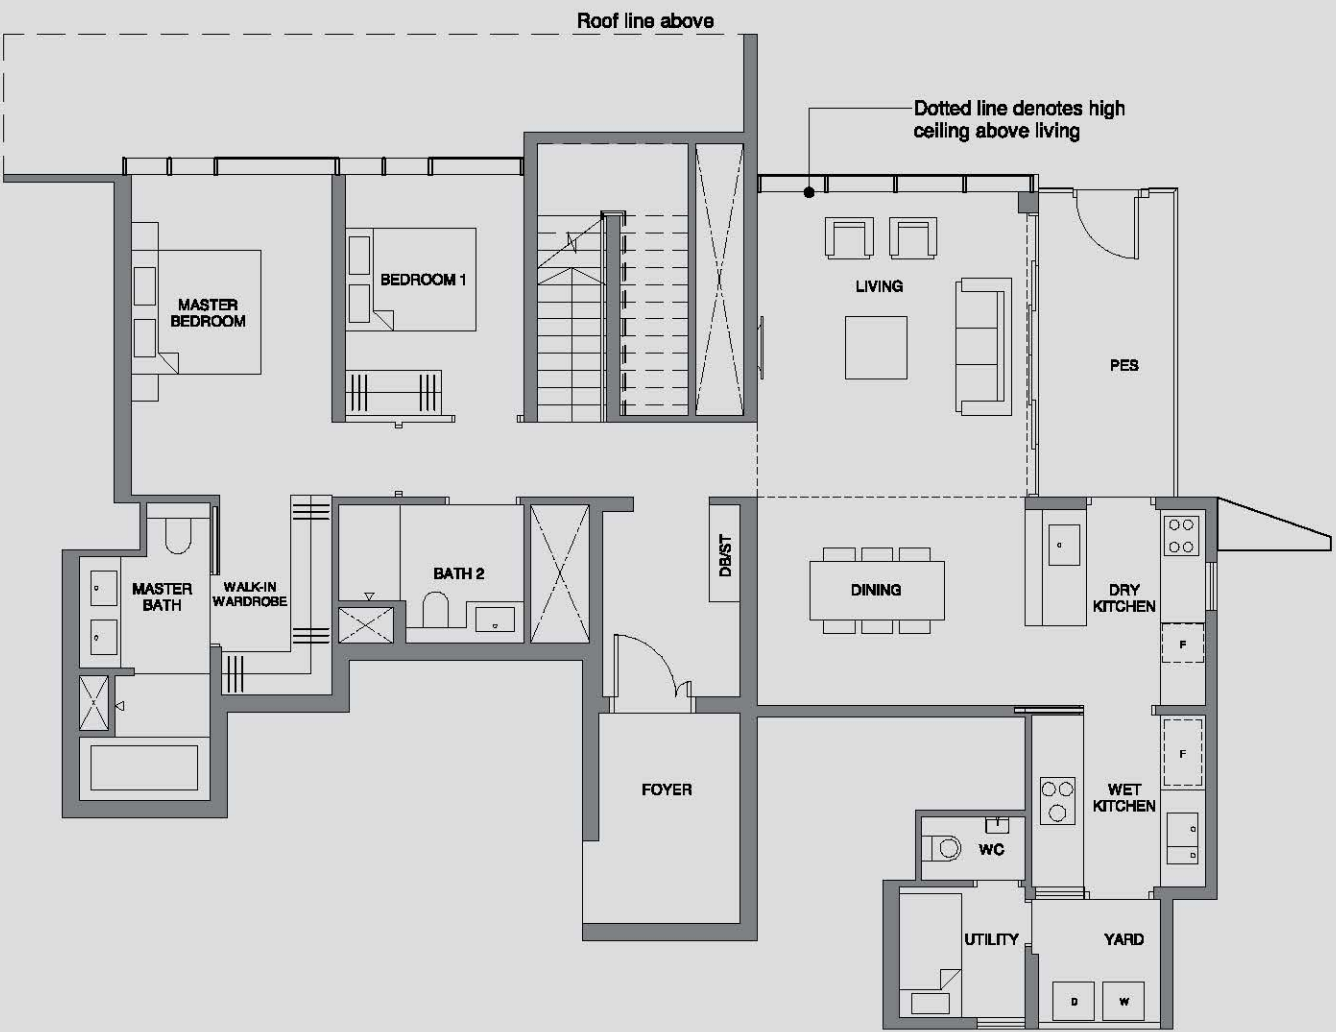 Roof line above
Dotted line denotes high
ceiling above living
MASTER
BEDROOM
BEDROOM 1
LIVING
PES
MASTER
BATH
WALK-IN
WARDROBE
BATH 2
DB/ST
DINING
DRY
KITCHEN
F
FOYER
WET
KITCHEN
F
WC
UTILITY
YARD
D
W